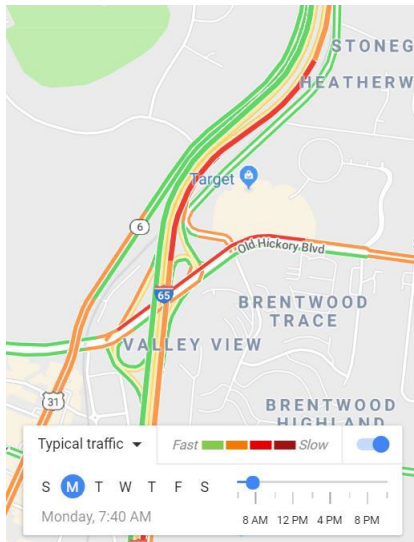 STONEG
HEATHERW
Target
6
Old Hickory Blvd
65
BRENTWOOD
TRACE
VALLEY VIEW
31
BRENTWOOD
HIGHLAND
Typical traffic
Fast Slow
S M T W T F S
Monday, 7:40 AM
8 AM 12 PM 4 PM 8 PM